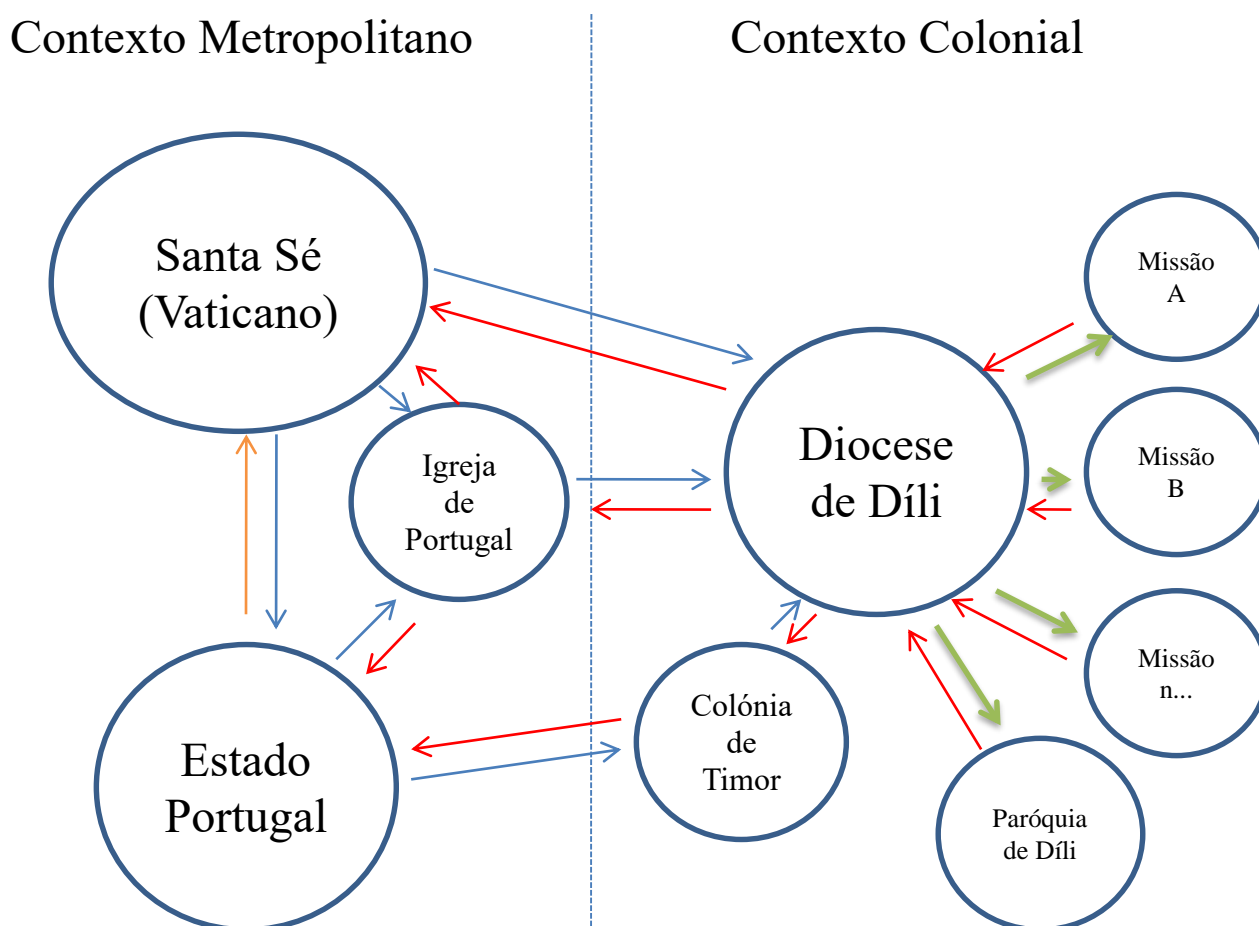 Contexto Metropolitano
Contexto Colonial
Santa Sé
(Vaticano)
Igreja
de
Portugal
Estado
Portugal
Diocese
de Díli
Colónia
de
Timor
Missão
A
Missão
B
Missão
n...
Paróquia
de Díli